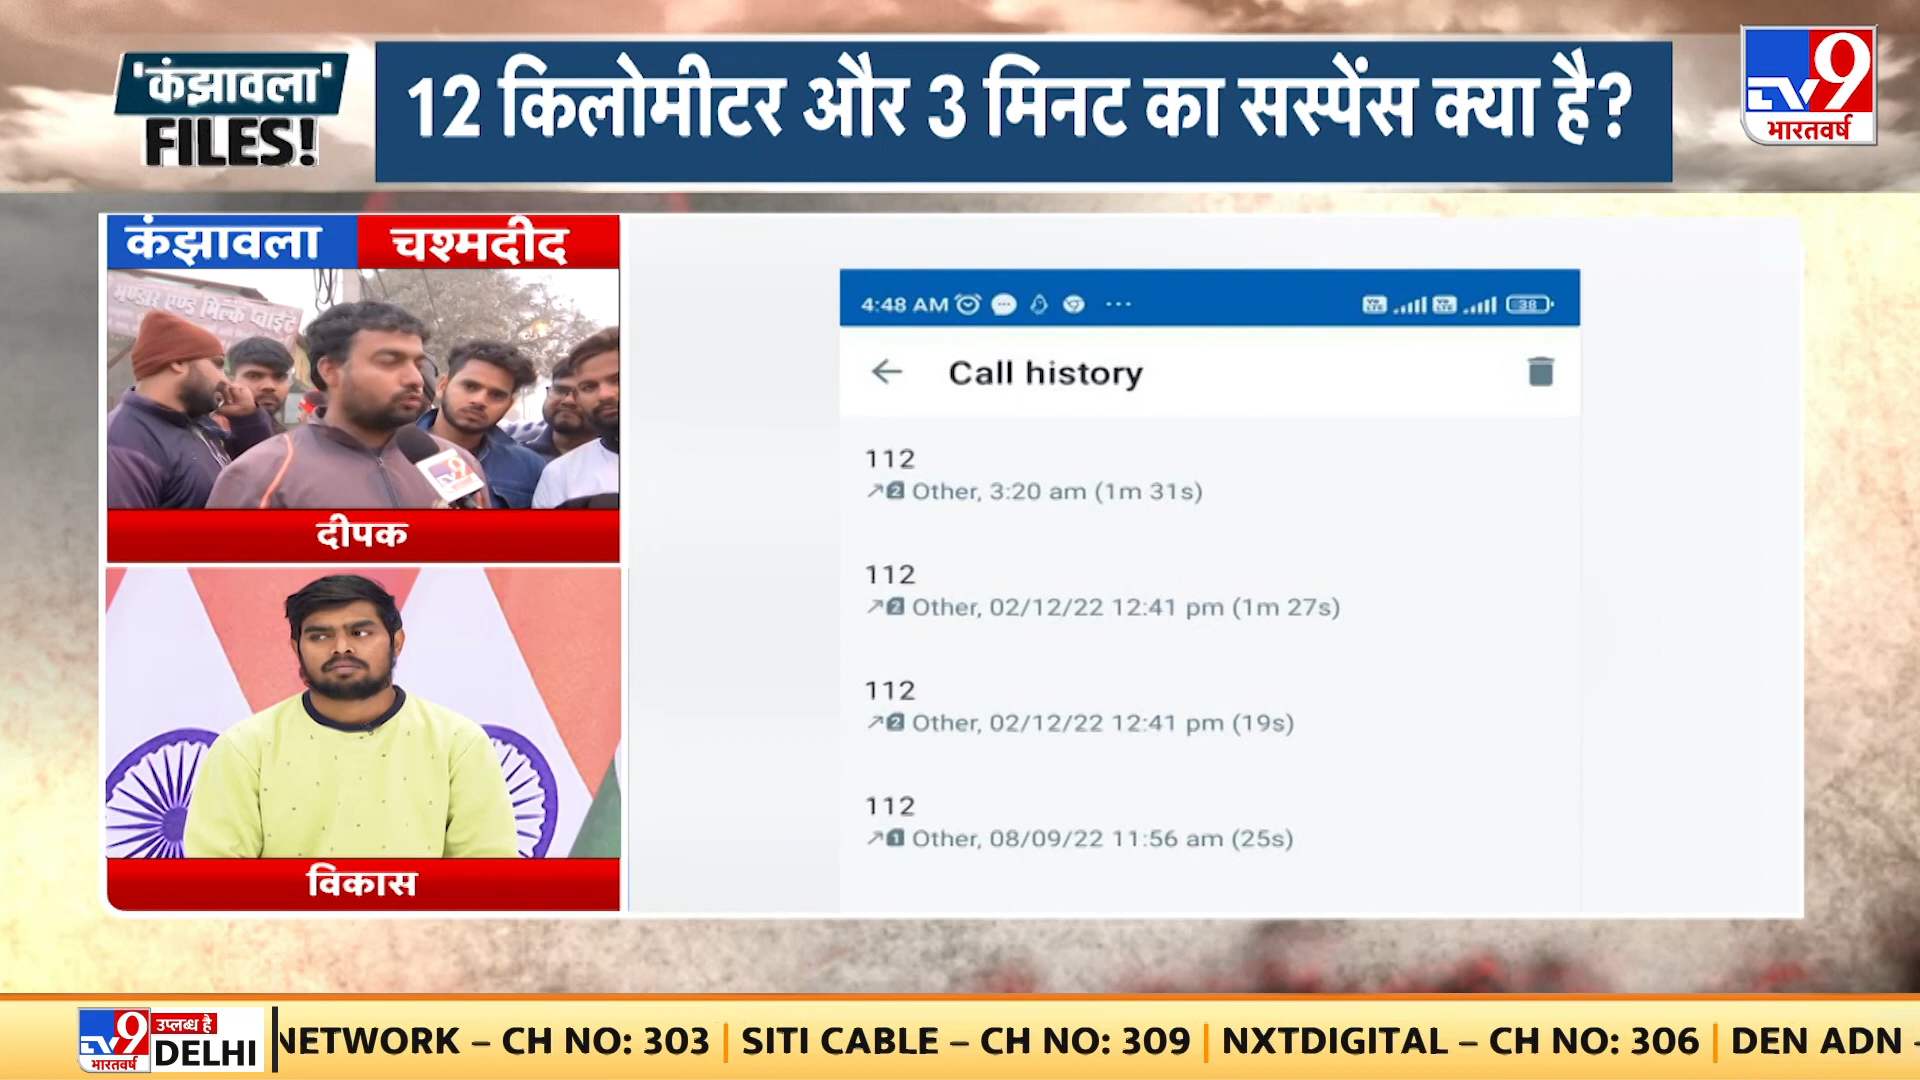 'कंझावला'
FILES!
12 किलोमीटर और 3 मिनट का सस्पेंस क्या है?
TV9
भारतवर्ष
कंझावला चश्मदीद
भण्डार एण्ड मिल्क प्वाइंट
TV9
दीपक
विकास
4:48 AM
38
Call history
112
Other, 3:20 am (1m 31s)
112
Other, 02/12/22 12:41 pm (1m 27s)
112
Other, 02/12/22 12:41 pm (19s)
112
Other, 08/09/22 11:56 am (25s)
TV9
भारतवर्ष
उपलब्ध है
DELHI
NETWORK – CH NO: 303 | SITI CABLE – CH NO: 309 | NXTDIGITAL – CH NO: 306 | DEN ADN -